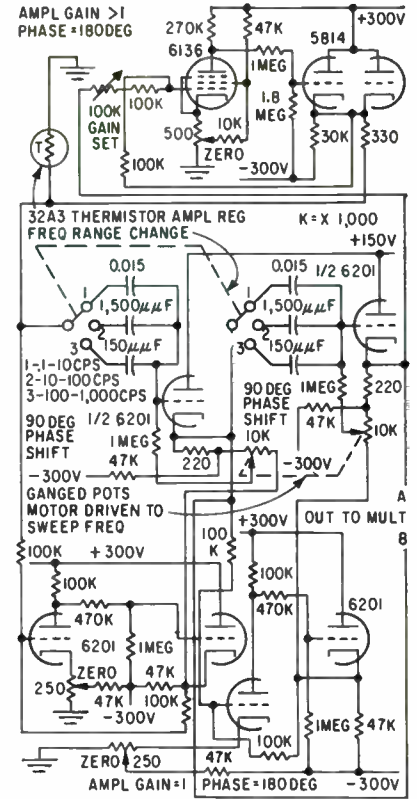 AMPL GAIN >1
PHASE = 180DEG
270K
47K
+300V
6136
5814
1MEG
100K
100K
GAIN
SET
1.8
MEG
T
500
10K
ZERO
30K
330
100K
-300V
32A3 THERMISTOR AMPL REG
FREQ RANGE CHANGE
K = X 1,000
+150V
0.015
0.015
1/2 6201
1
1
1,500µµF
1,500µµF
2
2
150µµF
150µµF
3
3
1-.1-10CPS
2-10-100CPS
3-100-1,000CPS
90 DEG
PHASE
SHIFT
1MEG
220
90 DEG
PHASE
SHIFT
1/2 6201
1MEG
10K
47K
10K
-300V
47K
220
-300V
GANGED POTS
MOTOR DRIVEN TO
SWEEP FREQ
A
OUT TO MULT
B
100K
+300V
100
K
+300V
100K
100K
470K
470K
6201
6201
1MEG
250
ZERO
47K
47K
100K
-300V
1MEG
47K
100K
ZERO
250
47K
-300V
AMPL GAIN=1 PHASE=180DEG